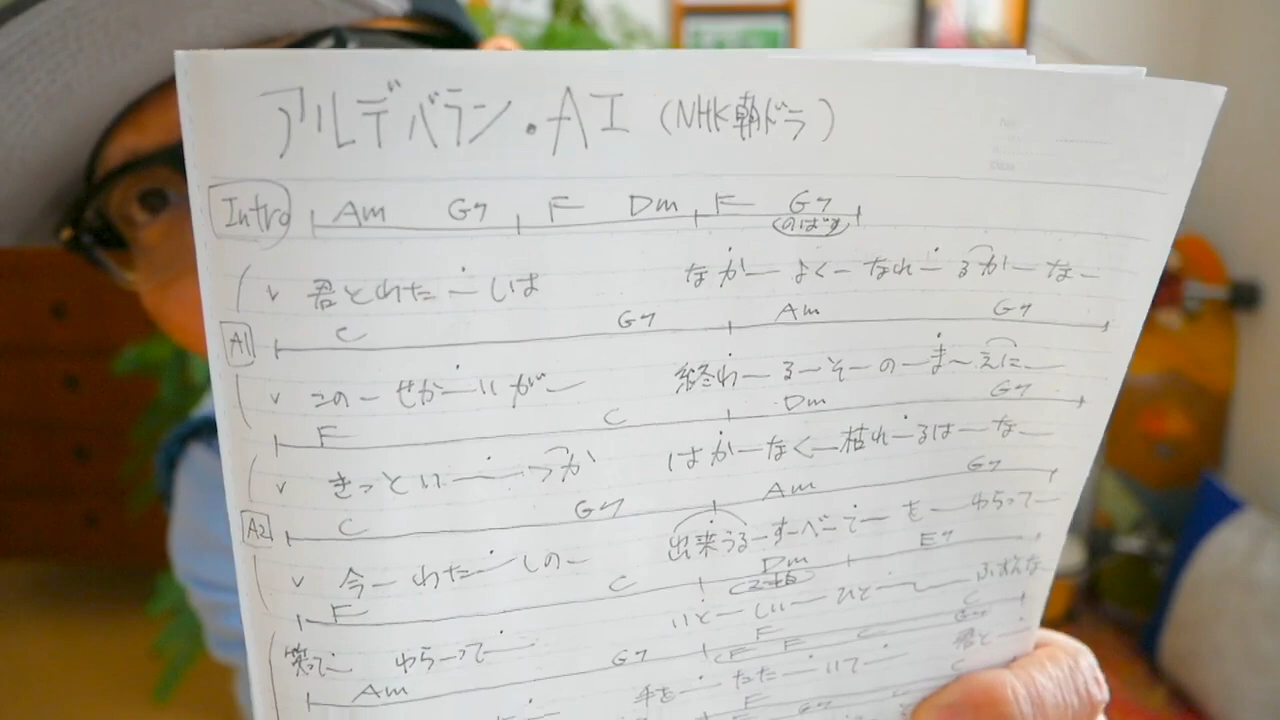 アルデバラン・AI (NHK朝ドラ)
Intro Am G7 F Dm F G7
のばす
∨ 君とわたーしは なかーよくーなれーるかーなー
A1 C G7 Am G7
∨ このーせかーいがー 終わーるーそーのーまーえにー
F C Dm G7
∨ きっといーーつか はかーなくー枯れーるはーなー
A2 C G7 Am G7
∨ 今ーわたーしのー 出来うるーすーべーてーを わらってー
F C Dm E7
2拍
笑って わらーってー いとーしいーひとー ふあんな
Am G7 F C
F F C G7
手をーたたーいてー 君とー
F C
G7